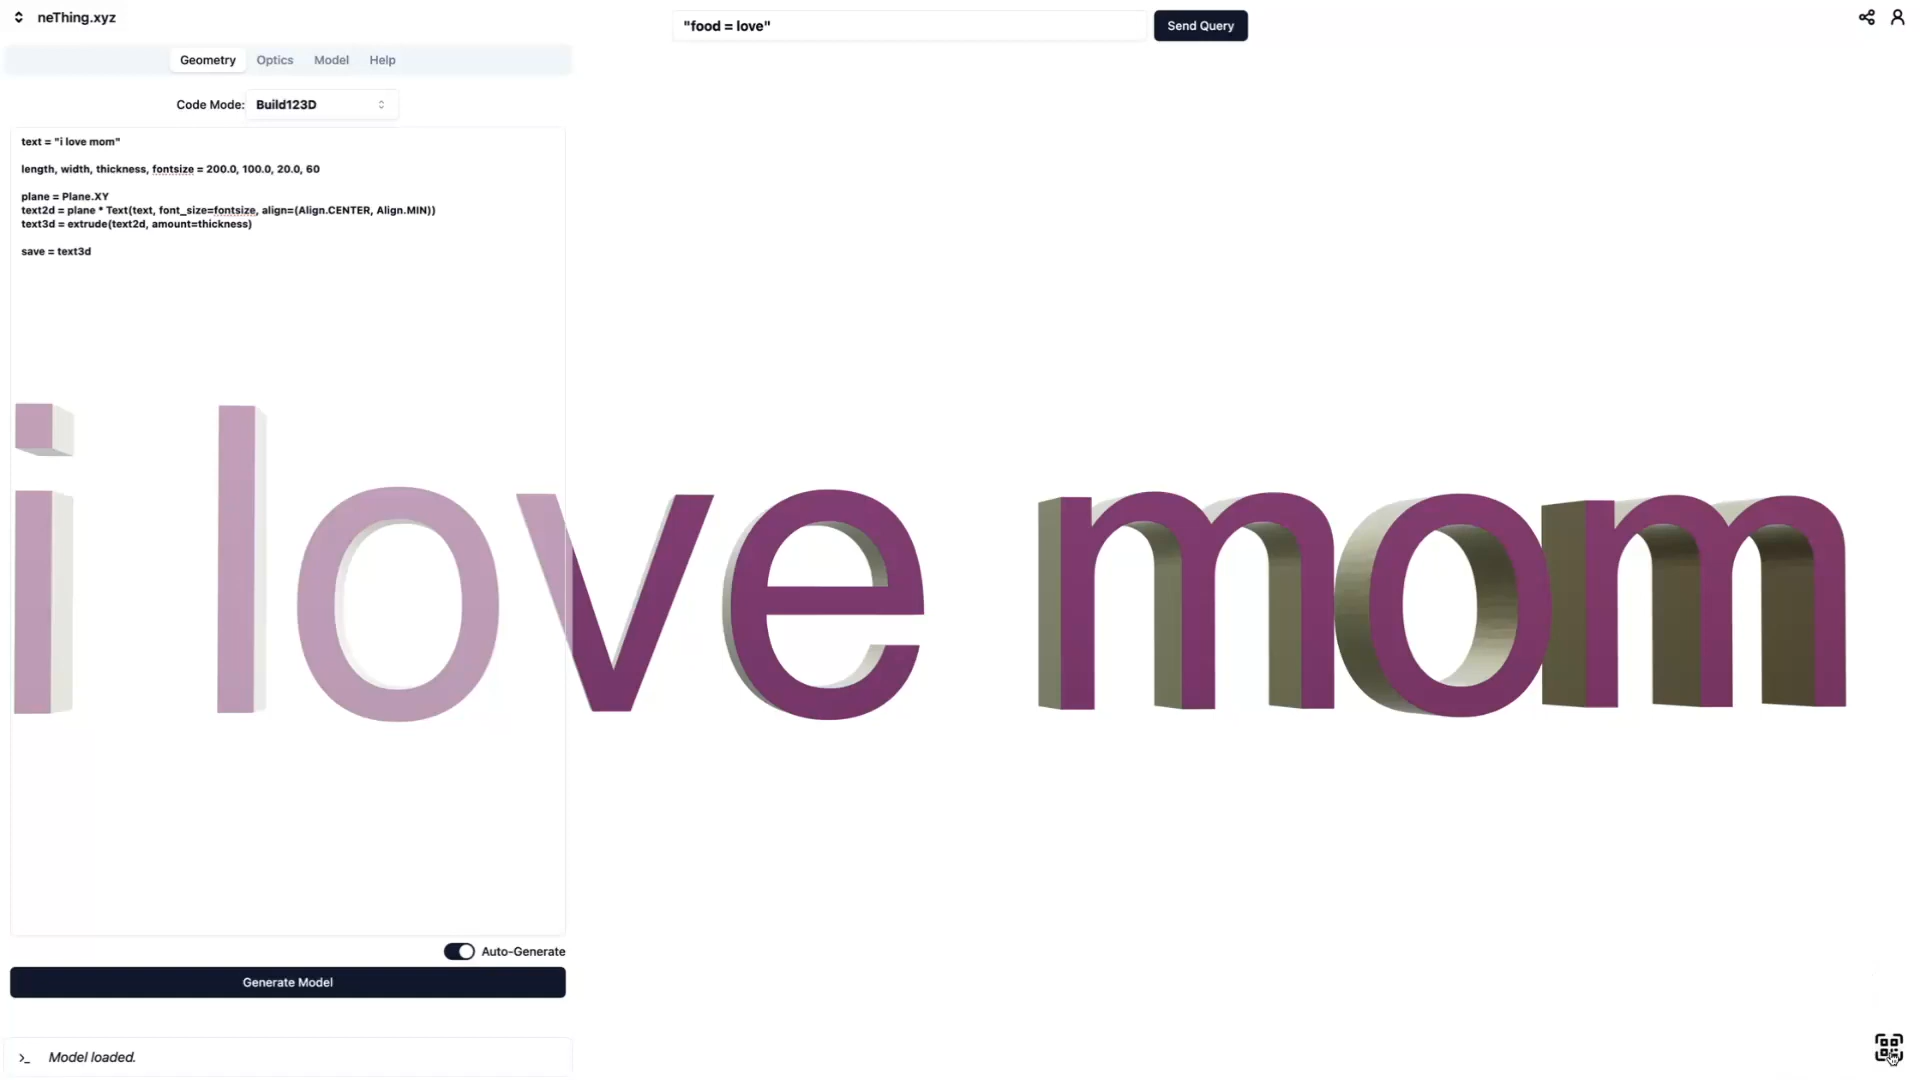 neThing.xyz
"food = love"
Send Query
Geometry Optics Model Help
Code Mode: Build123D
text = "i love mom"
length, width, thickness, fontsize = 200.0, 100.0, 20.0, 60
plane = Plane.XY
text2d = plane * Text(text, font_size=fontsize, align=(Align.CENTER, Align.MIN))
text3d = extrude(text2d, amount=thickness)
save = text3d
i love mom
Auto-Generate
Generate Model
>_ Model loaded.